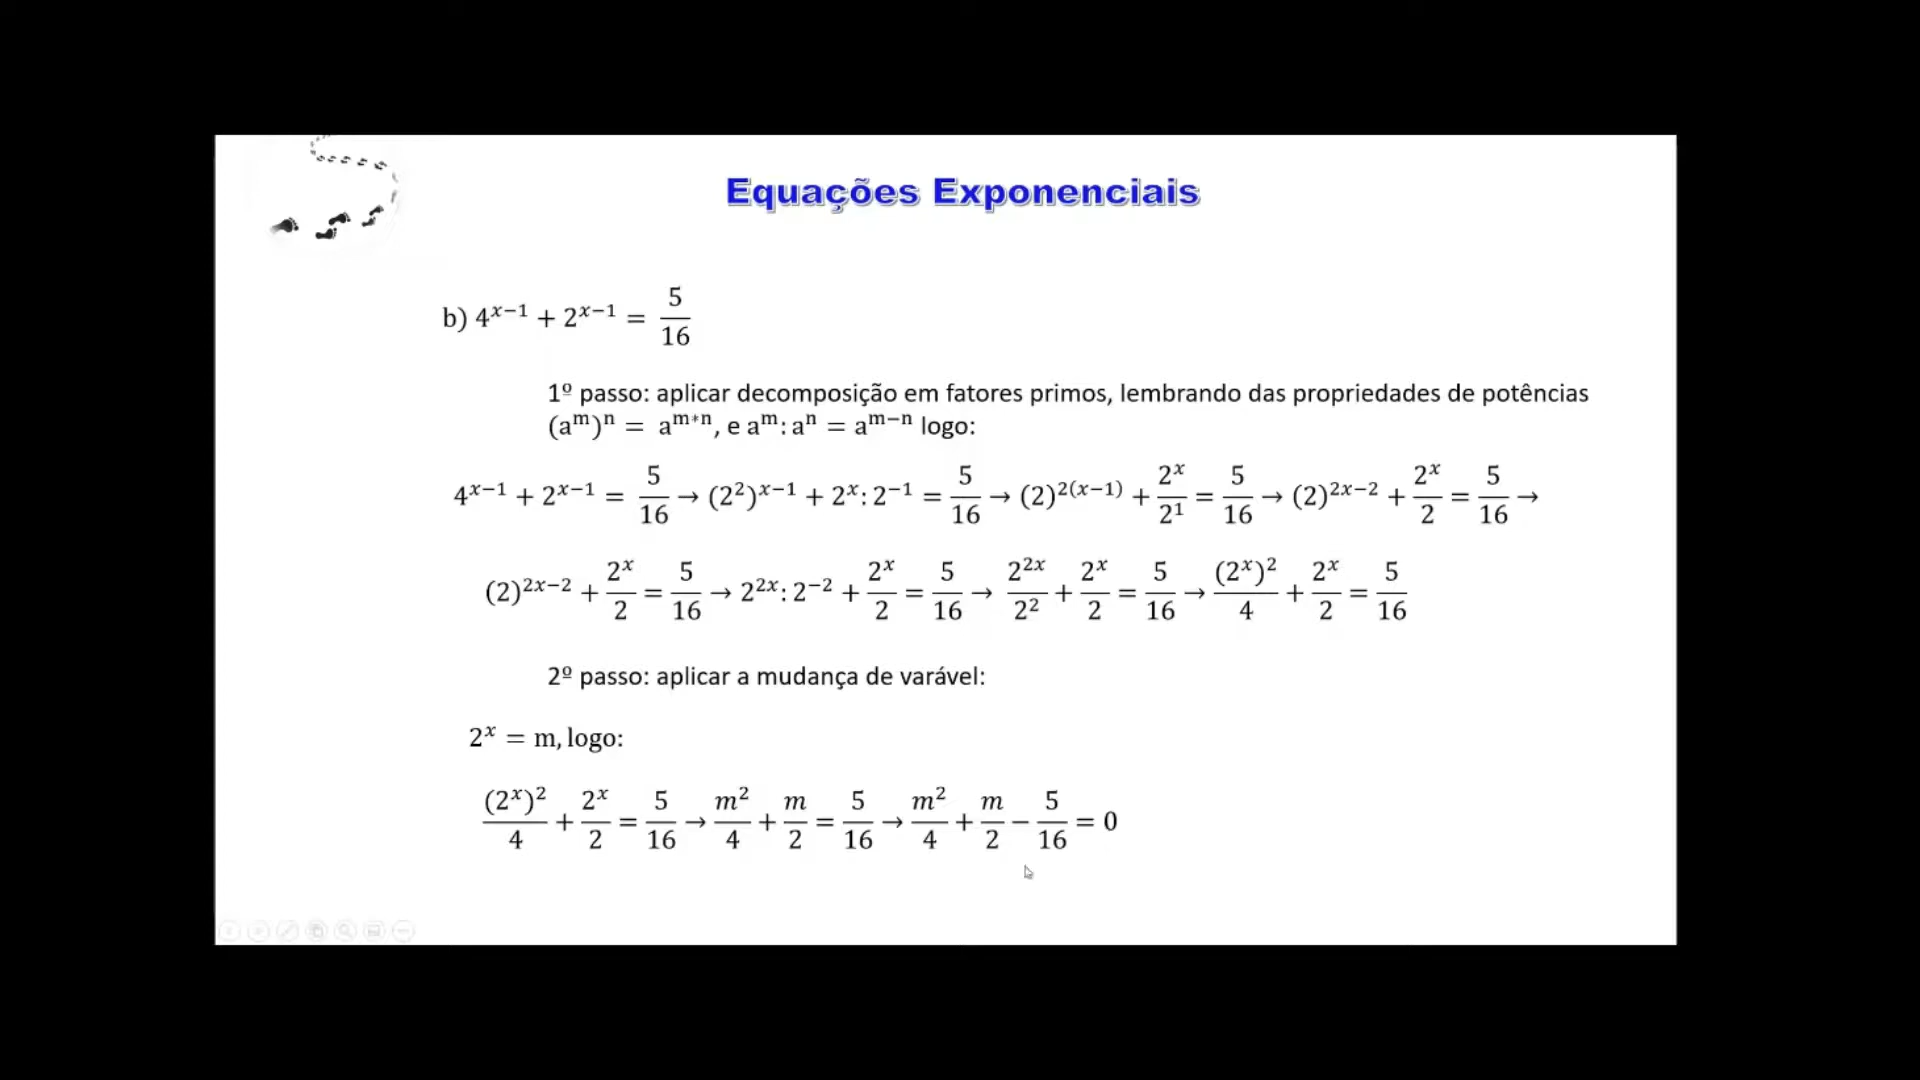 Equações Exponenciais
b) 4^{x−1} + 2^{x−1} = 5/16
1º passo: aplicar decomposição em fatores primos, lembrando das propriedades de potências
(a^m)^n = a^{m∗n}, e a^m: a^n = a^{m−n} logo:
4^{x−1} + 2^{x−1} = 5/16 → (2^2)^{x−1} + 2^x: 2^{−1} = 5/16 → (2)^{2(x−1)} + 2^x/2^1 = 5/16 → (2)^{2x−2} + 2^x/2 = 5/16 →
(2)^{2x−2} + 2^x/2 = 5/16 → 2^{2x}: 2^{−2} + 2^x/2 = 5/16 → 2^{2x}/2^2 + 2^x/2 = 5/16 → (2^x)^2/4 + 2^x/2 = 5/16
2º passo: aplicar a mudança de varável:
2^x = m, logo:
(2^x)^2/4 + 2^x/2 = 5/16 → m^2/4 + m/2 = 5/16 → m^2/4 + m/2 − 5/16 = 0